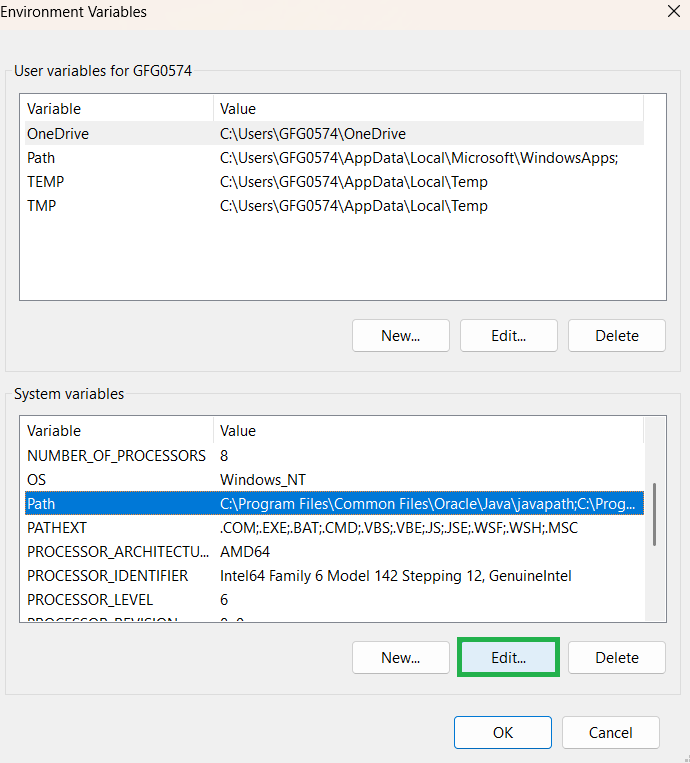 Environment Variables
User variables for GFG0574
Variable Value
OneDrive C:\Users\GFG0574\OneDrive
Path C:\Users\GFG0574\AppData\Local\Microsoft\WindowsApps;
TEMP C:\Users\GFG0574\AppData\Local\Temp
TMP C:\Users\GFG0574\AppData\Local\Temp
New... Edit... Delete
System variables
Variable Value
NUMBER_OF_PROCESSORS 8
OS Windows_NT
Path C:\Program Files\Common Files\Oracle\Java\javapath;C:\Prog...
PATHEXT .COM;.EXE;.BAT;.CMD;.VBS;.VBE;.JS;.JSE;.WSF;.WSH;.MSC
PROCESSOR_ARCHITECTU... AMD64
PROCESSOR_IDENTIFIER Intel64 Family 6 Model 142 Stepping 12, GenuineIntel
PROCESSOR_LEVEL 6
New... Edit... Delete
OK Cancel